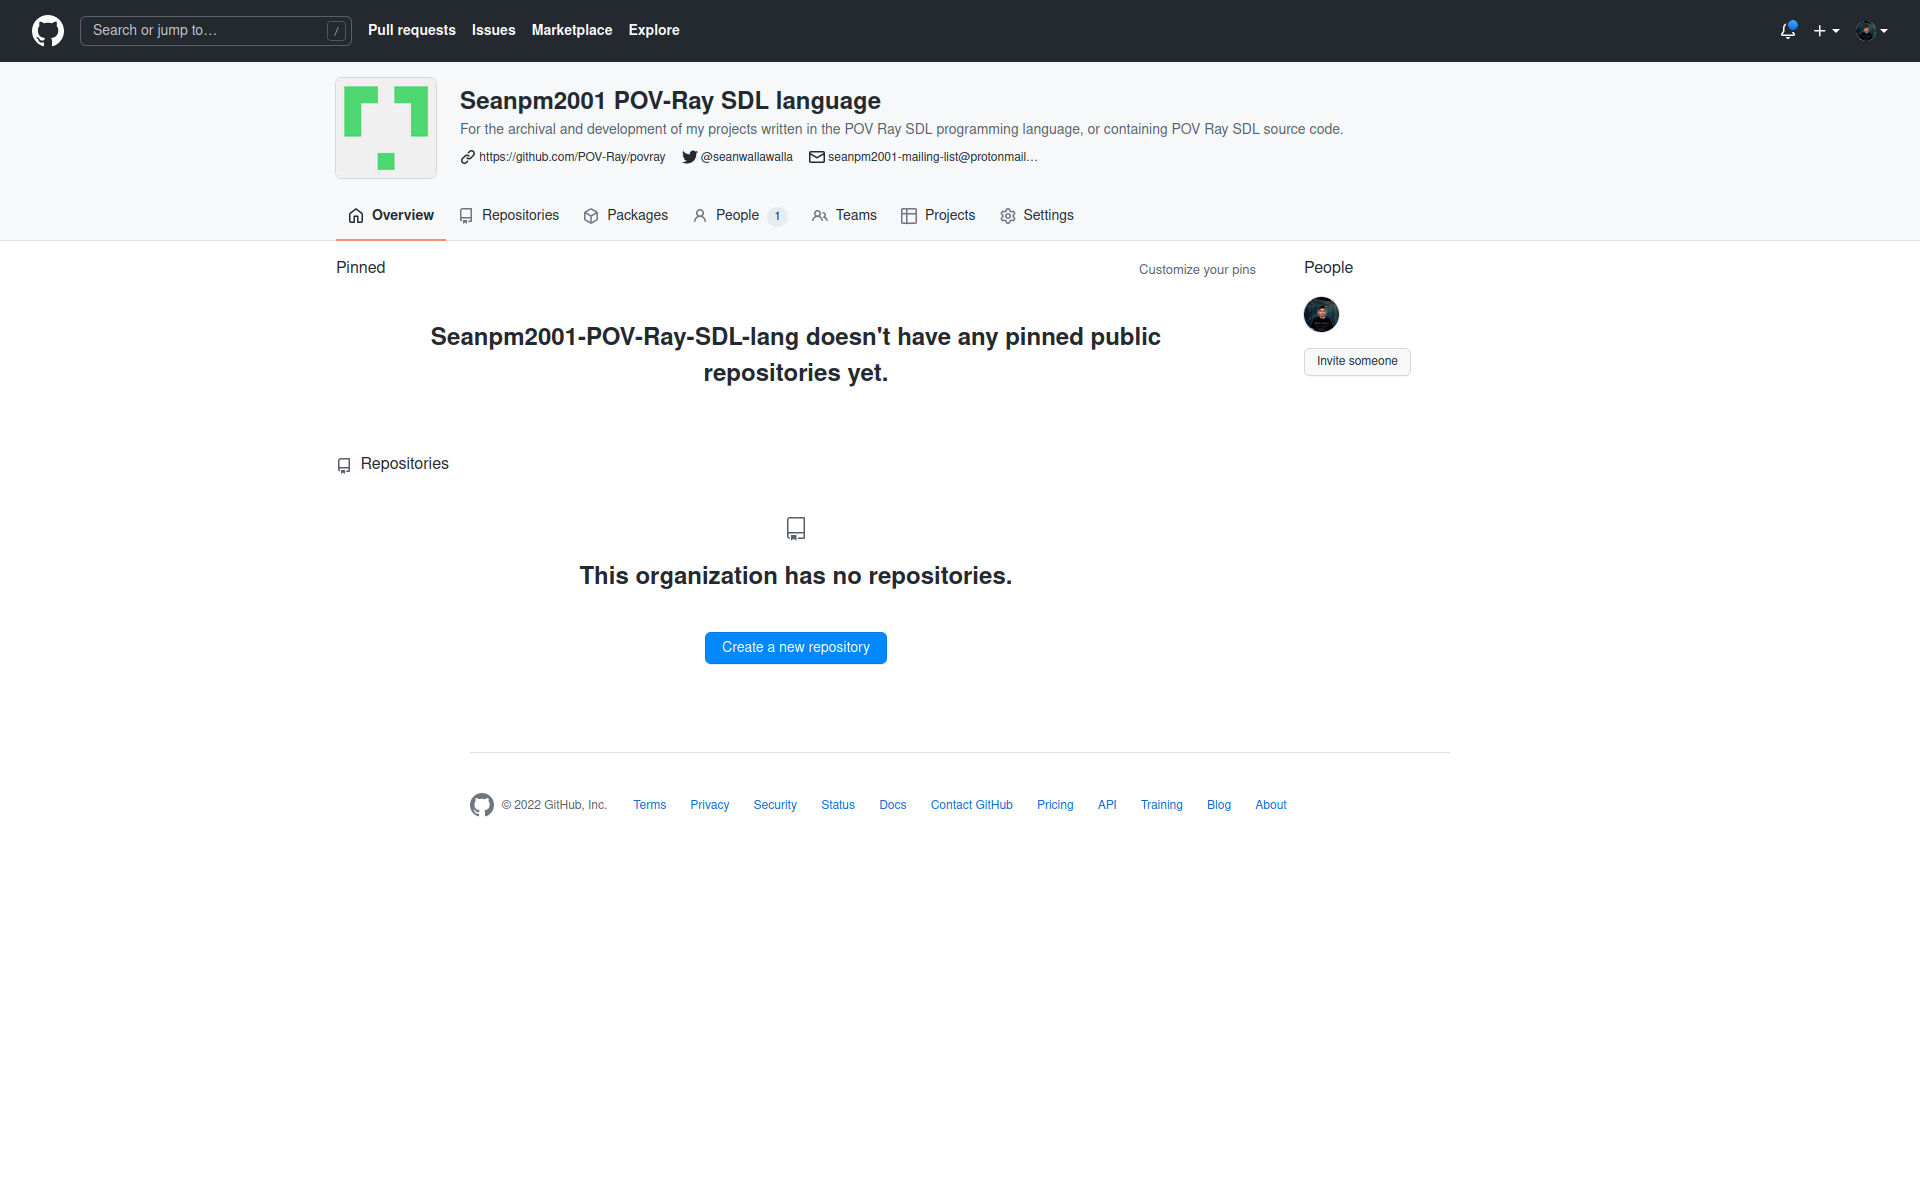 Search or jump to… /
Pull requests
Issues
Marketplace
Explore
Seanpm2001 POV-Ray SDL language
For the archival and development of my projects written in the POV Ray SDL programming language, or containing POV Ray SDL source code.
https://github.com/POV-Ray/povray
@seanwallawalla
seanpm2001-mailing-list@protonmail…
Overview
Repositories
Packages
People 1
Teams
Projects
Settings
Pinned
Customize your pins
Seanpm2001-POV-Ray-SDL-lang doesn't have any pinned public
repositories yet.
People
Invite someone
Repositories
This organization has no repositories.
Create a new repository
© 2022 GitHub, Inc.
Terms
Privacy
Security
Status
Docs
Contact GitHub
Pricing
API
Training
Blog
About